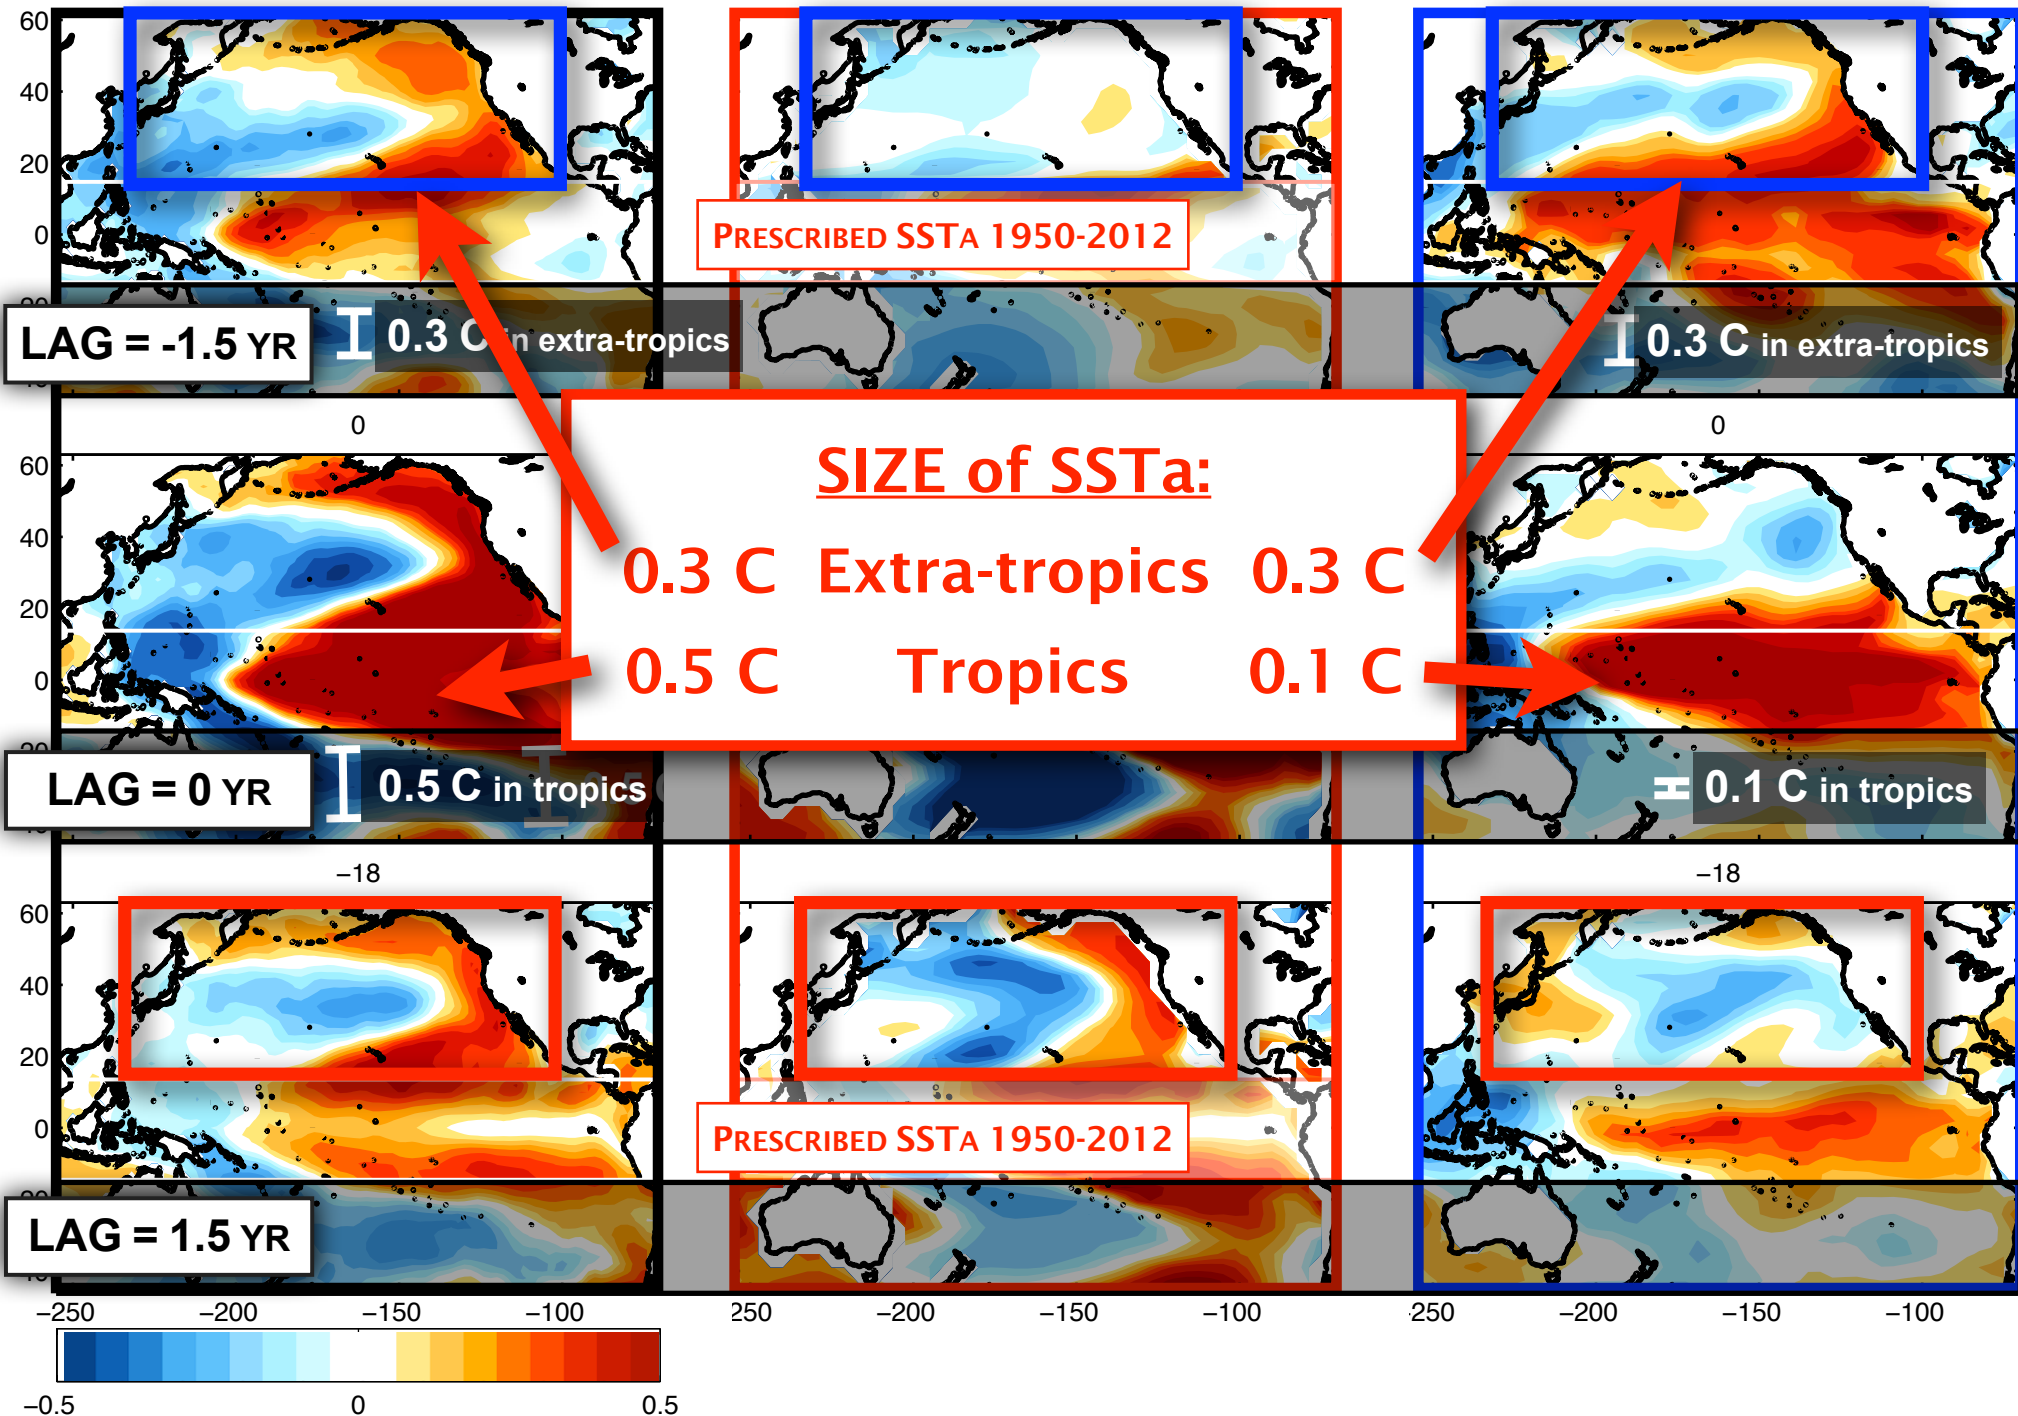 60
40
20
0
PRESCRIBED SSTA 1950-2012
LAG = -1.5 YR
0.3 C in extra-tropics
0.3 C in extra-tropics
0
0
60
40
20
0
SIZE of SSTa:
0.3 C Extra-tropics 0.3 C
0.5 C Tropics 0.1 C
LAG = 0 YR
0.5 C in tropics
0.1 C in tropics
−18
−18
60
40
20
0
PRESCRIBED SSTA 1950-2012
LAG = 1.5 YR
−250 −200 −150 −100
250 −200 −150 −100
-250 −200 −150 −100
−0.5 0 0.5